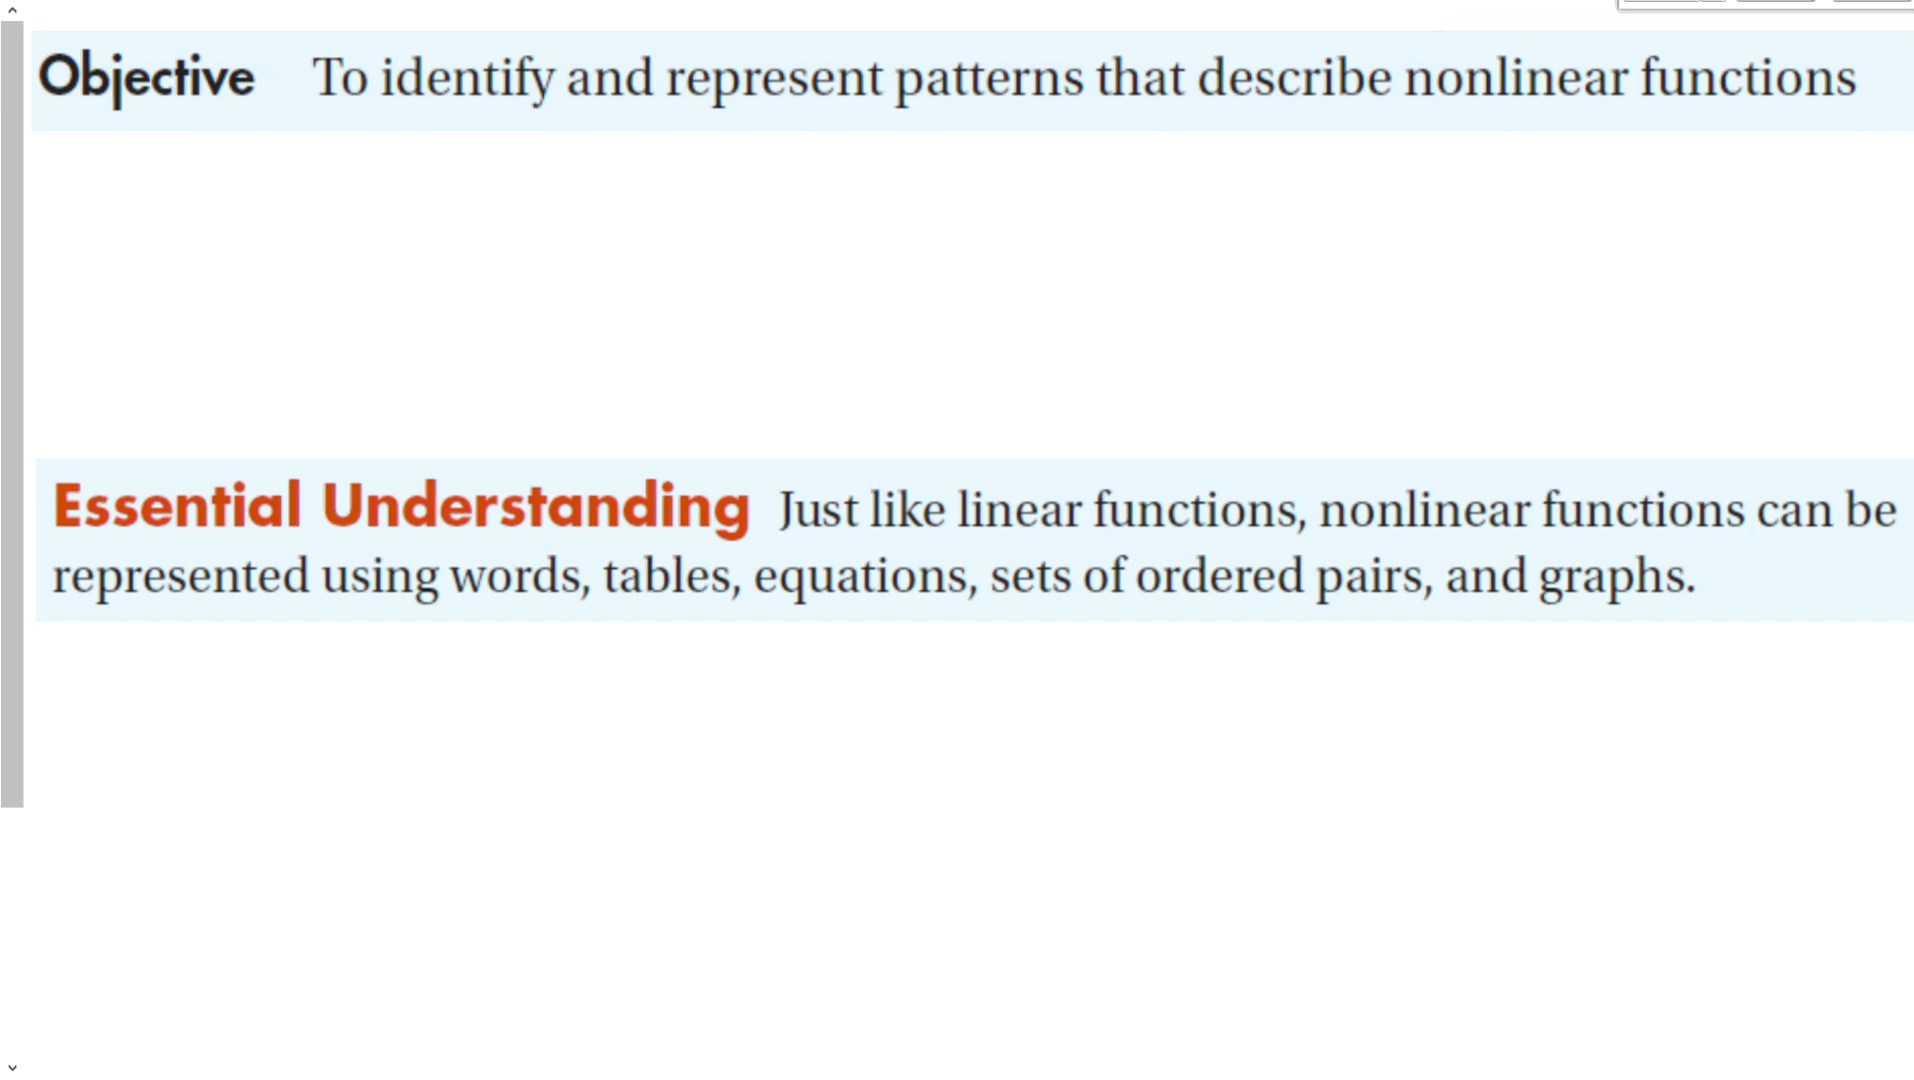 Objective To identify and represent patterns that describe nonlinear functions
Essential Understanding Just like linear functions, nonlinear functions can be
represented using words, tables, equations, sets of ordered pairs, and graphs.